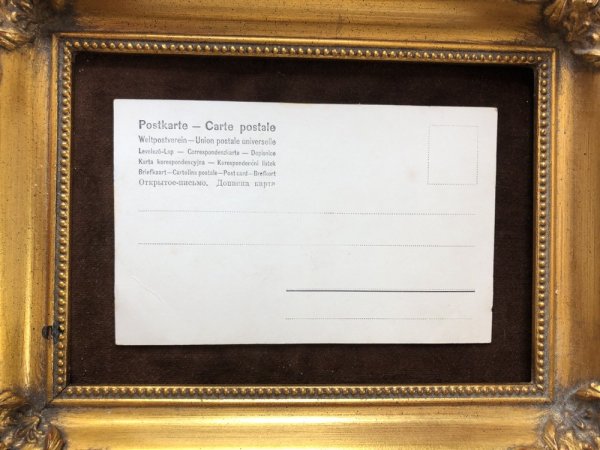 Postkarte — Carte postale
Weltpostverein — Union postale universelle
Levelező-Lap — Correspondenzkarte — Dopisnice
Karta korespondencyjna — Korespondenční lístek
Briefkaart — Cartolina postale — Post card — Brefkort
Открытое-письмо. Дописна карта